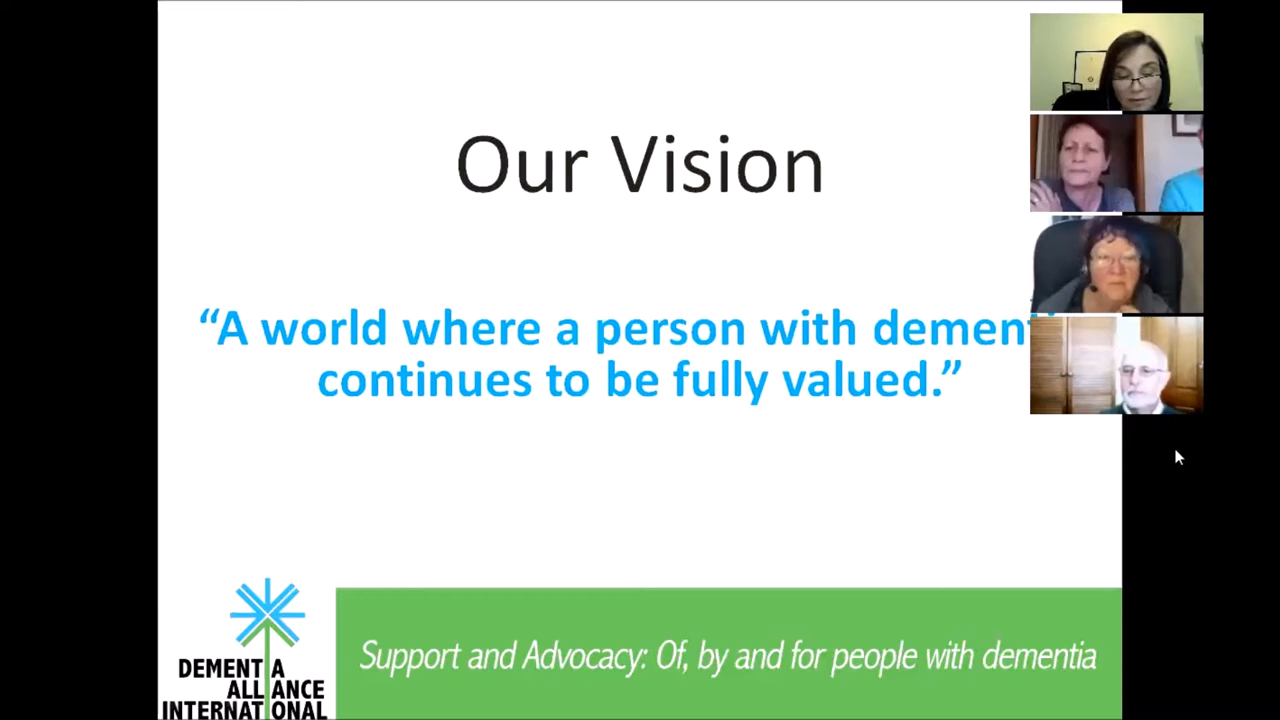 Our Vision
“A world where a person with dementi
continues to be fully valued.”
Support and Advocacy: Of, by and for people with dementia
DEMENTIA
ALLIANCE
INTERNATIONAL